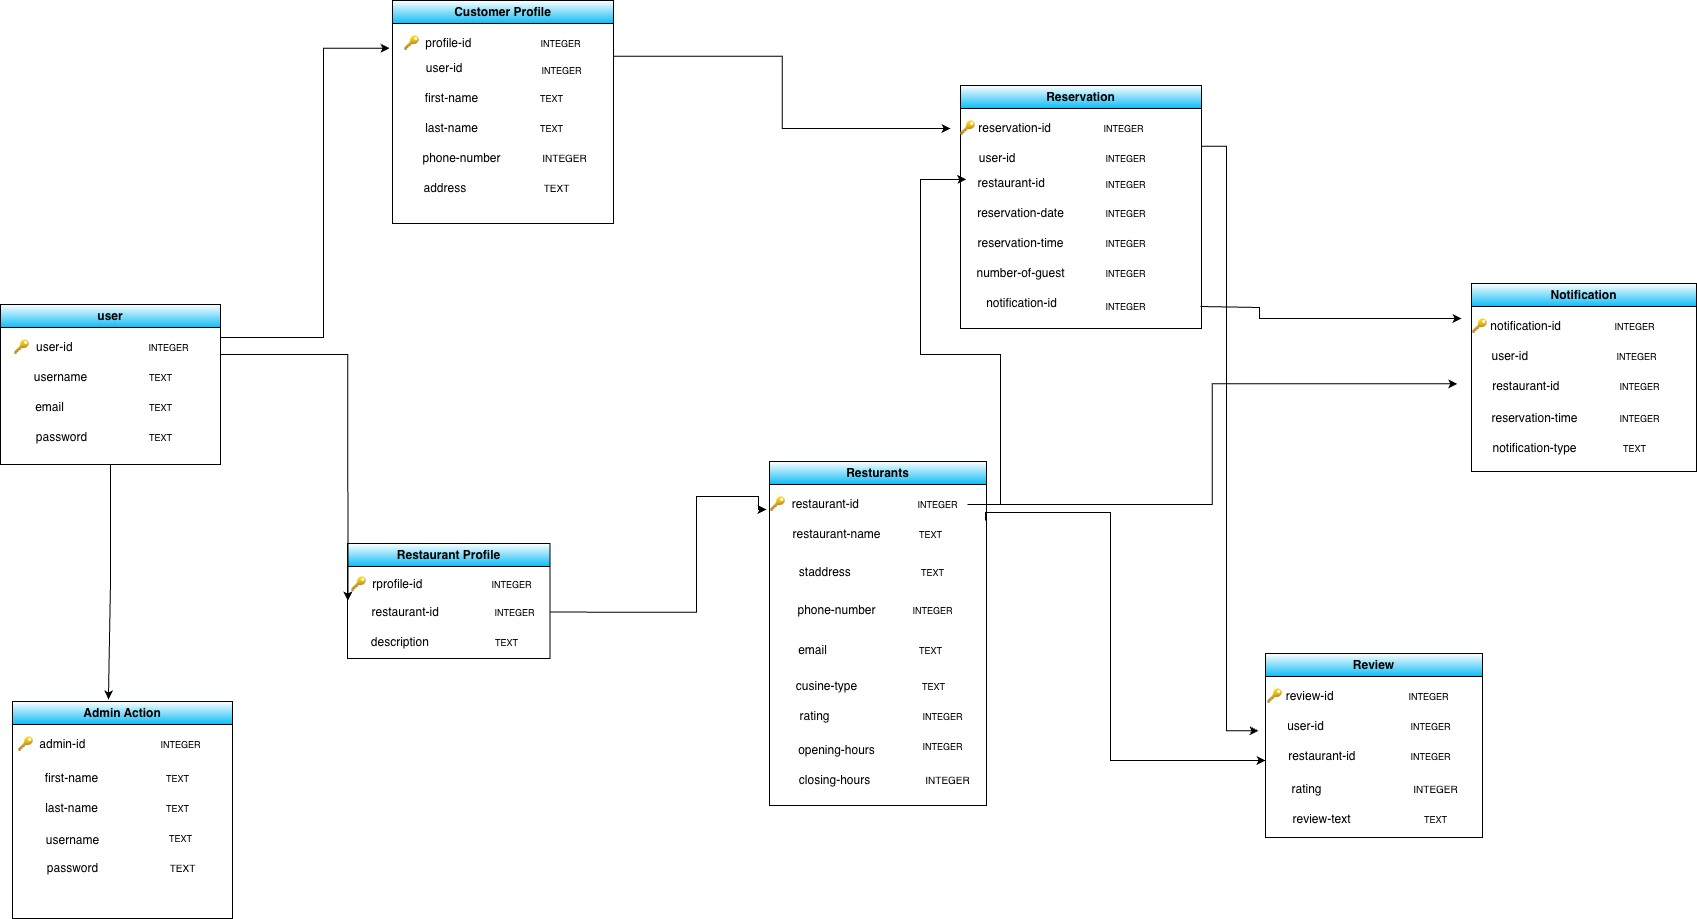 Customer Profile
profile-id INTEGER
user-id INTEGER
first-name TEXT
last-name TEXT
phone-number INTEGER
address TEXT
Reservation
reservation-id INTEGER
user-id INTEGER
restaurant-id INTEGER
reservation-date INTEGER
reservation-time INTEGER
number-of-guest INTEGER
notification-id INTEGER
Notification
notification-id INTEGER
user-id INTEGER
restaurant-id INTEGER
reservation-time INTEGER
notification-type TEXT
user
user-id INTEGER
username TEXT
email TEXT
password TEXT
Resturants
restaurant-id INTEGER
restaurant-name TEXT
staddress TEXT
phone-number INTEGER
email TEXT
cusine-type TEXT
rating INTEGER
opening-hours INTEGER
closing-hours INTEGER
Restaurant Profile
rprofile-id INTEGER
restaurant-id INTEGER
description TEXT
Review
review-id INTEGER
user-id INTEGER
restaurant-id INTEGER
rating INTEGER
review-text TEXT
Admin Action
admin-id INTEGER
first-name TEXT
last-name TEXT
username TEXT
password TEXT